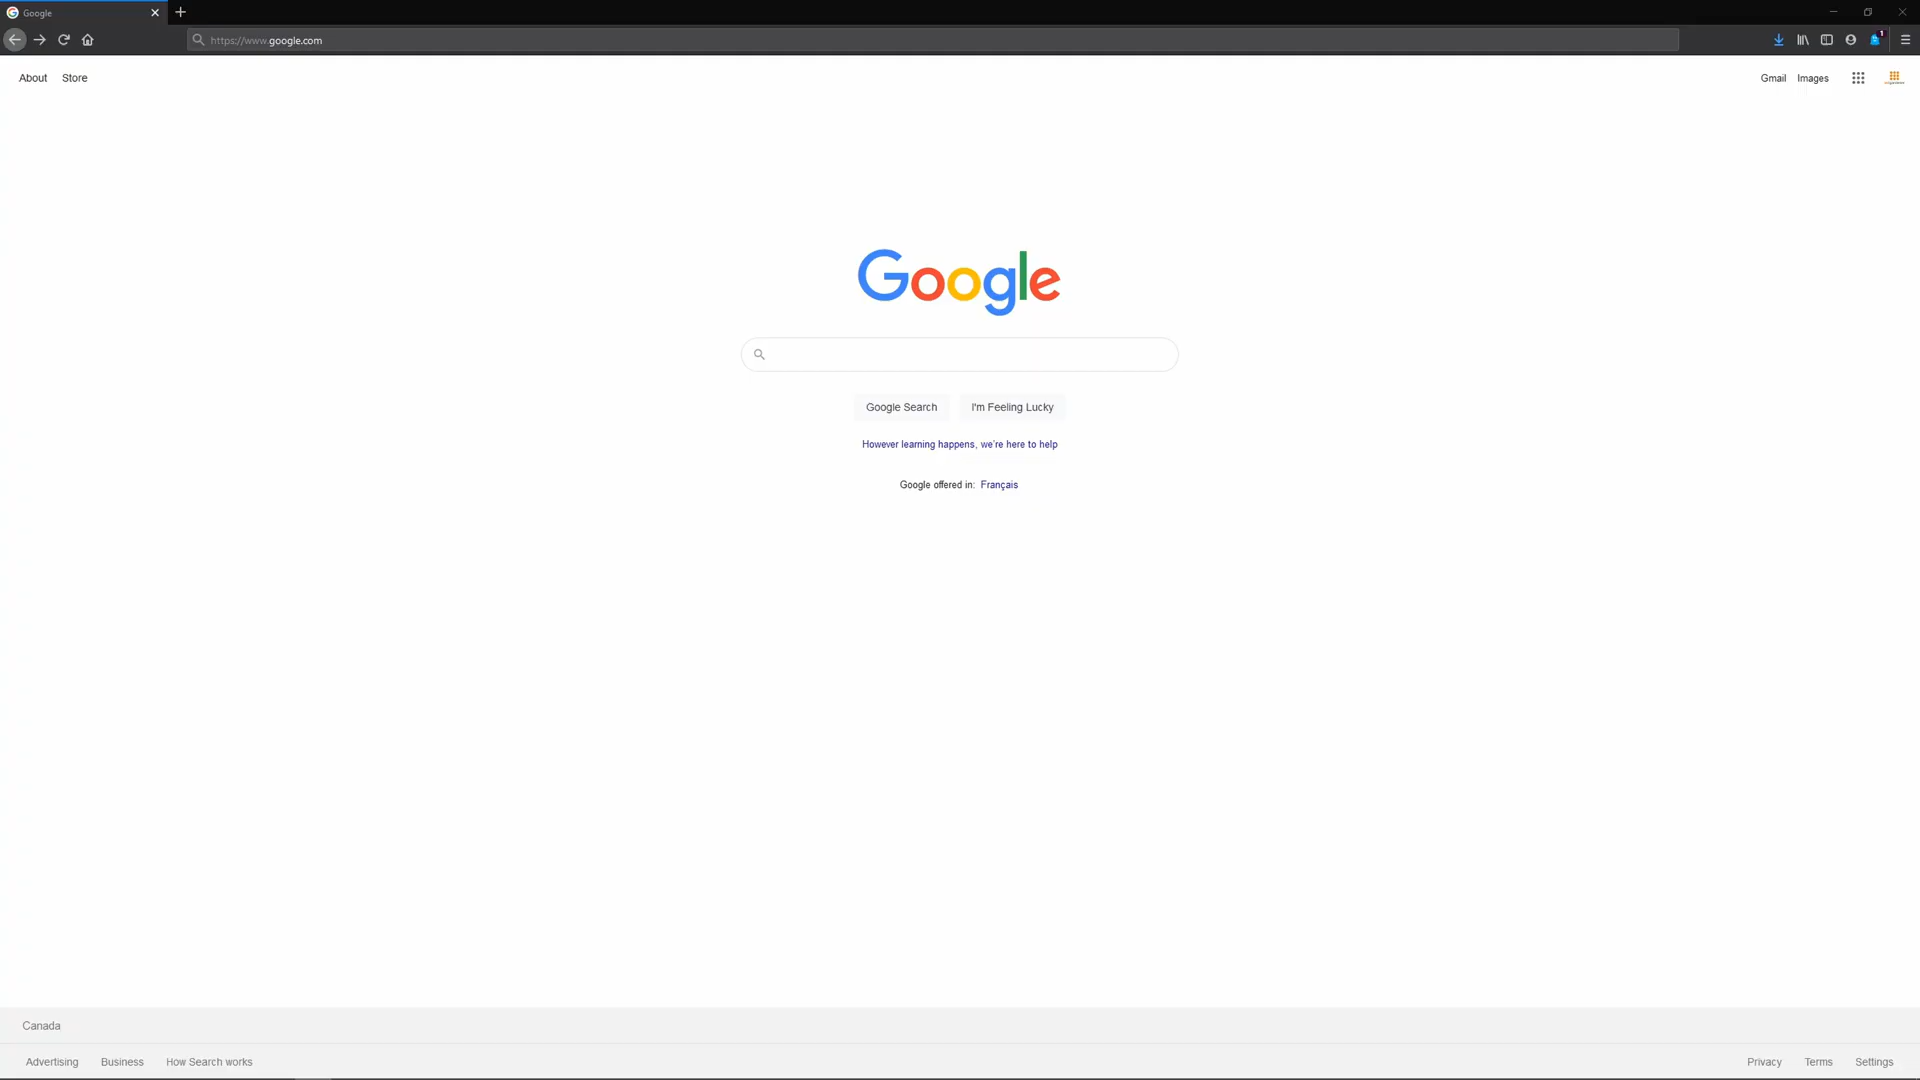 Google
https://www.google.com
1
About Store
Gmail Images
Google
Google Search I'm Feeling Lucky
However learning happens, we're here to help
Google offered in: Français
Canada
Advertising Business How Search works
Privacy Terms Settings